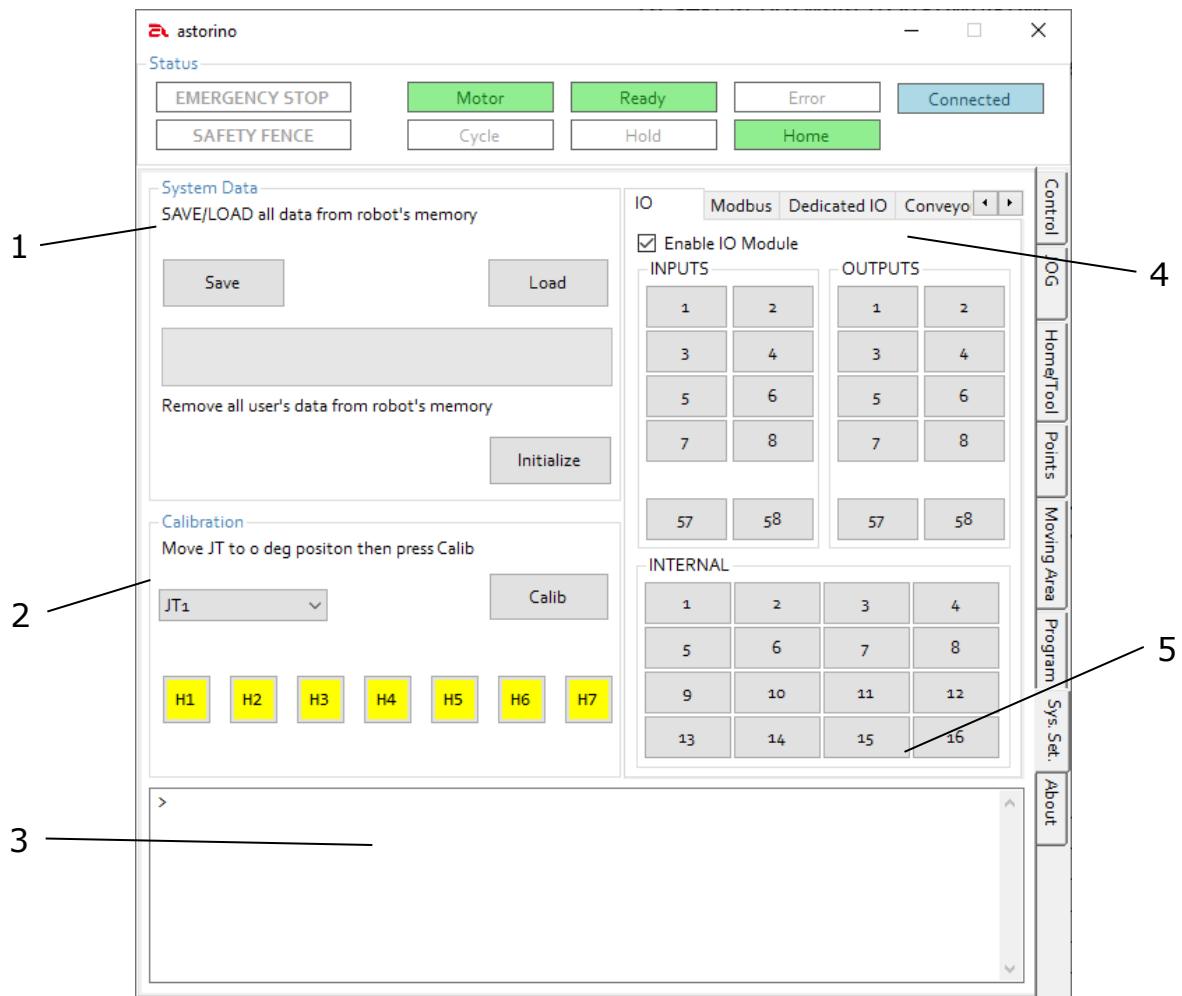 astorino
Status
EMERGENCY STOP Motor Ready Error Connected
SAFETY FENCE Cycle Hold Home
System Data
SAVE/LOAD all data from robot's memory
Save Load
Remove all user's data from robot's memory
Initialize
Calibration
Move JT to 0 deg positon then press Calib
JT1 Calib
H1 H2 H3 H4 H5 H6 H7
>
IO Modbus Dedicated IO Conveyo
Enable IO Module
INPUTS OUTPUTS
1 2 1 2
3 4 3 4
5 6 5 6
7 8 7 8
57 58 57 58
INTERNAL
1 2 3 4
5 6 7 8
9 10 11 12
13 14 15 16
Control
JOG
Home/Tool
Points
Moving Area
Program
Sys. Set.
About
1
2
3
4
5